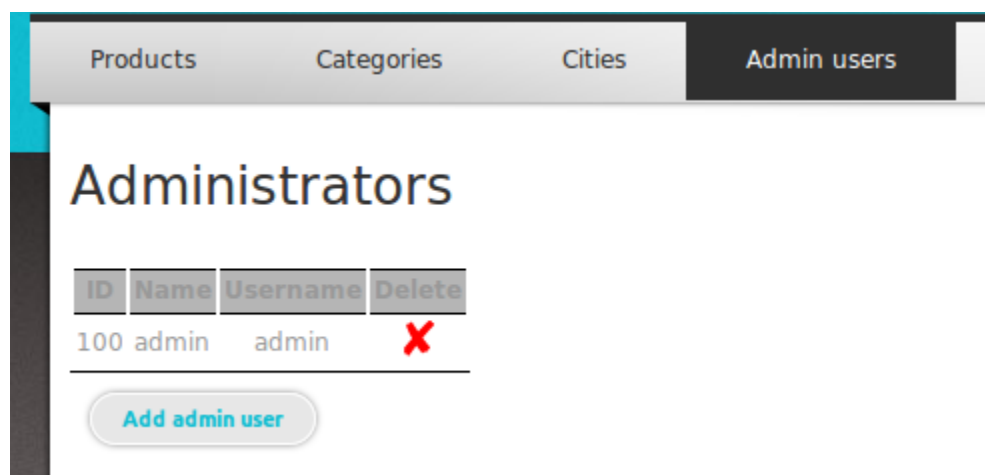 Products Categories Cities Admin users
Administrators
ID Name Username Delete
100 admin admin
Add admin user